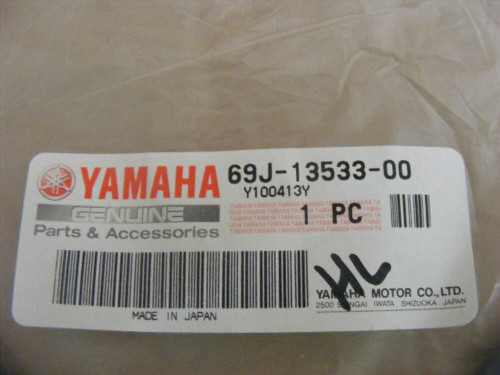 YAMAHA
69J-13533-00
Y100413Y
GENUINE
Parts & Accessories
1 PC
HL
YAMAHA MOTOR CO.,LTD.
2500 SHINGAI IWATA SHIZUOKA JAPAN
MADE IN JAPAN